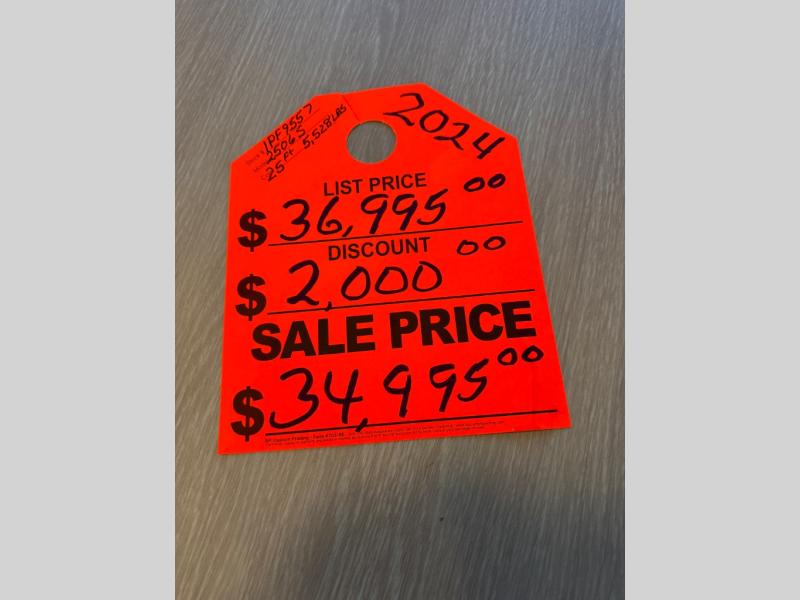 1PF9557
2506S
25 ft 5,528 LBS
2024
LIST PRICE
$ 36,995 00
DISCOUNT
$ 2,000 00
SALE PRICE
$ 34,995 00